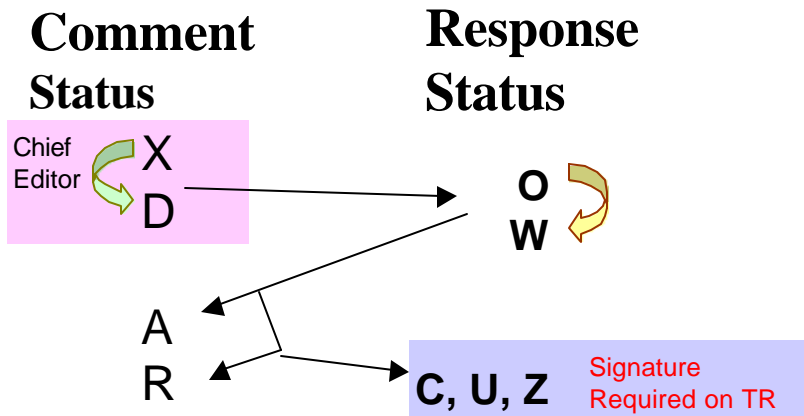 Comment
Status
Response
Status
Chief
Editor
X
D
O
W
A
R
C, U, Z
Signature
Required on TR